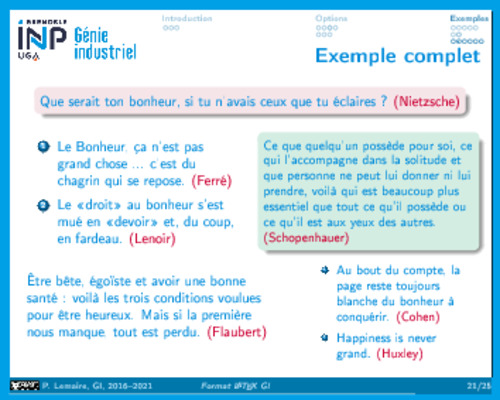 GRENOBLE
INP Génie
UGA industriel
Introduction
Options
Exemples
Exemple complet
Que serait ton bonheur, si tu n'avais ceux que tu éclaires ? (Nietzsche)
1 Le Bonheur, ça n'est pas
grand chose ... c'est du
chagrin qui se repose. (Ferré)
2 Le «droit» au bonheur s'est
mué en «devoir» et, du coup,
en fardeau. (Lenoir)
Ce que quelqu'un possède pour soi, ce
qui l'accompagne dans la solitude et
que personne ne peut lui donner ni lui
prendre, voilà qui est beaucoup plus
essentiel que tout ce qu'il possède ou
ce qu'il est aux yeux des autres.
(Schopenhauer)
Être bête, égoïste et avoir une bonne
santé : voilà les trois conditions voulues
pour être heureux. Mais si la première
nous manque, tout est perdu. (Flaubert)
Au bout du compte, la
page reste toujours
blanche du bonheur à
conquérir. (Cohen)
Happiness is never
grand. (Huxley)
P. Lemaire, GI, 2016–2021
Format LATEX GI
21/25